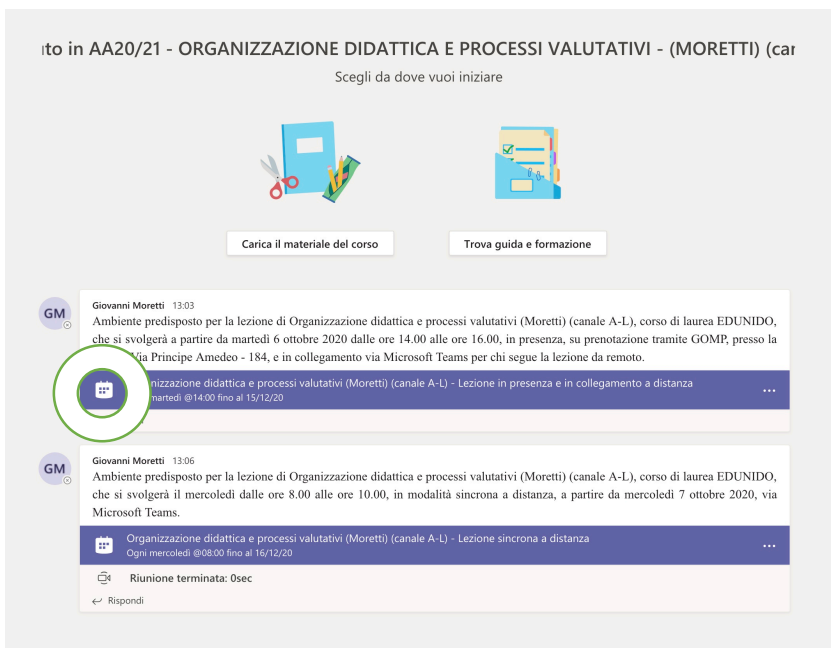 to in AA20/21 - ORGANIZZAZIONE DIDATTICA E PROCESSI VALUTATIVI - (MORETTI) (car
Scegli da dove vuoi iniziare
Carica il materiale del corso
Trova guida e formazione
GM
Giovanni Moretti 13:03
Ambiente predisposto per la lezione di Organizzazione didattica e processi valutativi (Moretti) (canale A-L), corso di laurea EDUNIDO,
che si svolgerà a partire da martedì 6 ottobre 2020 dalle ore 14.00 alle ore 16.00, in presenza, su prenotazione tramite GOMP, presso la
Via Principe Amedeo - 184, e in collegamento via Microsoft Teams per chi segue la lezione da remoto.
nizzazione didattica e processi valutativi (Moretti) (canale A-L) - Lezione in presenza e in collegamento a distanza
martedì @14:00 fino al 15/12/20
GM
Giovanni Moretti 13:06
Ambiente predisposto per la lezione di Organizzazione didattica e processi valutativi (Moretti) (canale A-L), corso di laurea EDUNIDO,
che si svolgerà il mercoledì dalle ore 8.00 alle ore 10.00, in modalità sincrona a distanza, a partire da mercoledì 7 ottobre 2020, via
Microsoft Teams.
Organizzazione didattica e processi valutativi (Moretti) (canale A-L) - Lezione sincrona a distanza
Ogni mercoledì @08:00 fino al 16/12/20
Riunione terminata: 0sec
Rispondi